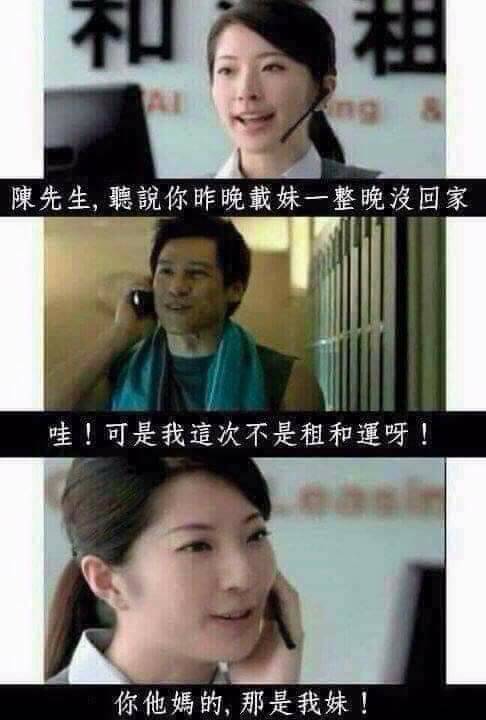 和 租
ing &
陳先生, 聽說你昨晚載妹一整晚沒回家
哇！可是我這次不是租和運呀！
Leasin
你他媽的, 那是我妹！